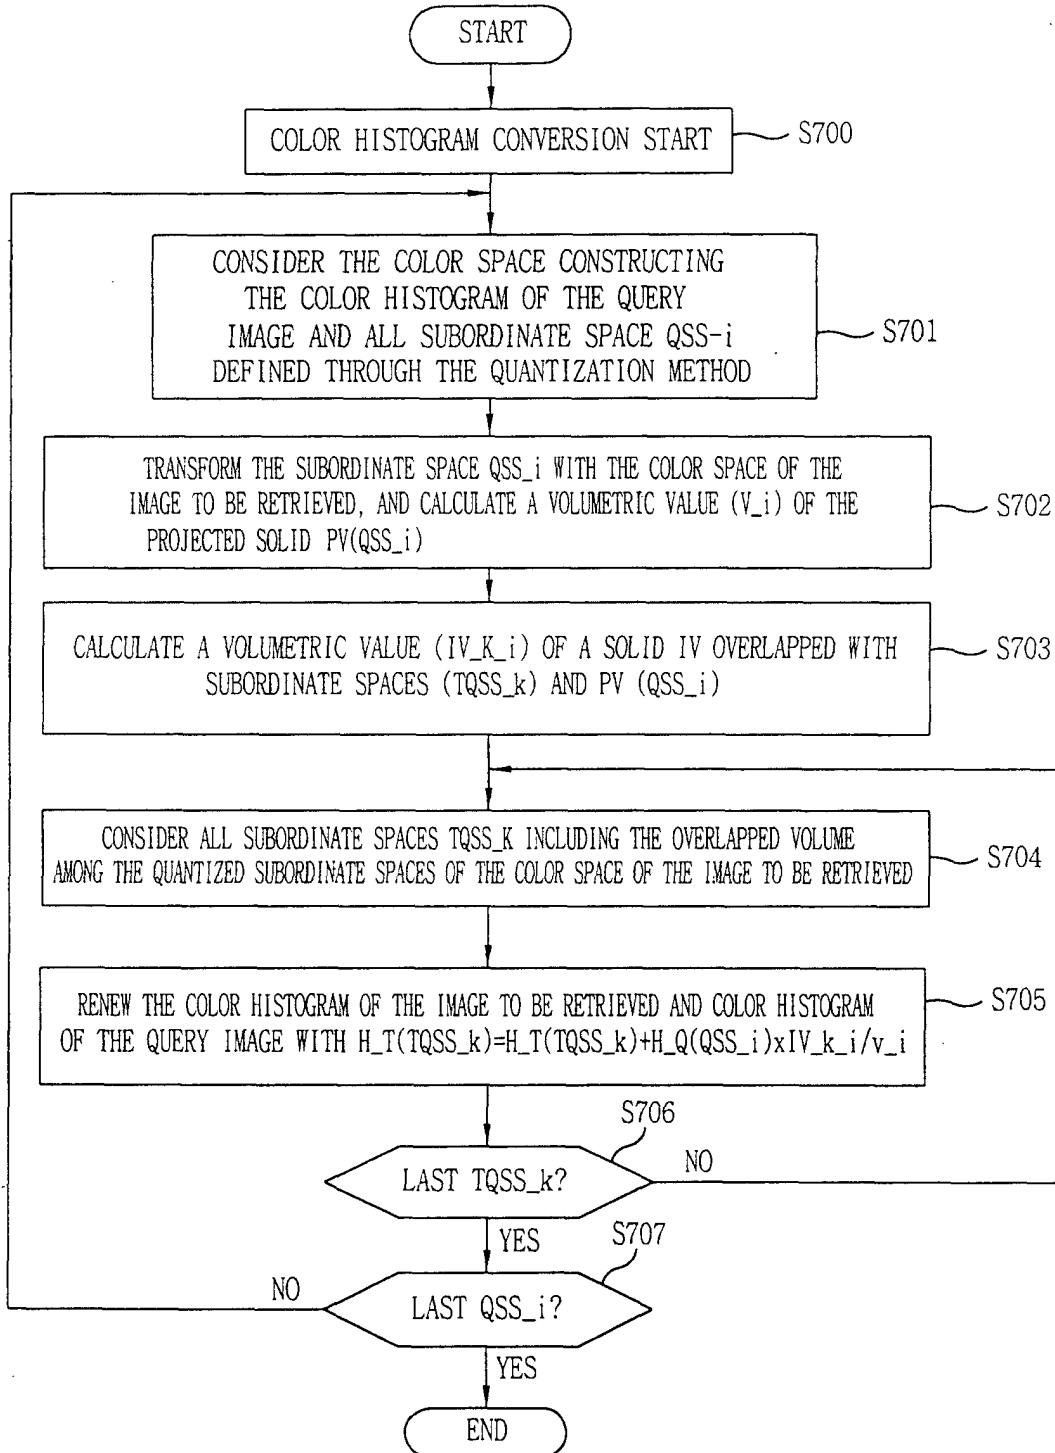 START
COLOR HISTOGRAM CONVERSION START
S700
CONSIDER THE COLOR SPACE CONSTRUCTING
THE COLOR HISTOGRAM OF THE QUERY
IMAGE AND ALL SUBORDINATE SPACE QSS-i
DEFINED THROUGH THE QUANTIZATION METHOD
S701
TRANSFORM THE SUBORDINATE SPACE QSS_i WITH THE COLOR SPACE OF THE
IMAGE TO BE RETRIEVED, AND CALCULATE A VOLUMETRIC VALUE (V_i) OF THE
PROJECTED SOLID PV(QSS_i)
S702
CALCULATE A VOLUMETRIC VALUE (IV_K_i) OF A SOLID IV OVERLAPPED WITH
SUBORDINATE SPACES (TQSS_k) AND PV (QSS_i)
S703
CONSIDER ALL SUBORDINATE SPACES TQSS_K INCLUDING THE OVERLAPPED VOLUME
AMONG THE QUANTIZED SUBORDINATE SPACES OF THE COLOR SPACE OF THE IMAGE TO BE RETRIEVED
S704
RENEW THE COLOR HISTOGRAM OF THE IMAGE TO BE RETRIEVED AND COLOR HISTOGRAM
OF THE QUERY IMAGE WITH H_T(TQSS_k)=H_T(TQSS_k)+H_Q(QSS_i)xIV_k_i/v_i
S705
S706
LAST TQSS_k?
NO
YES
S707
NO
LAST QSS_i?
YES
END